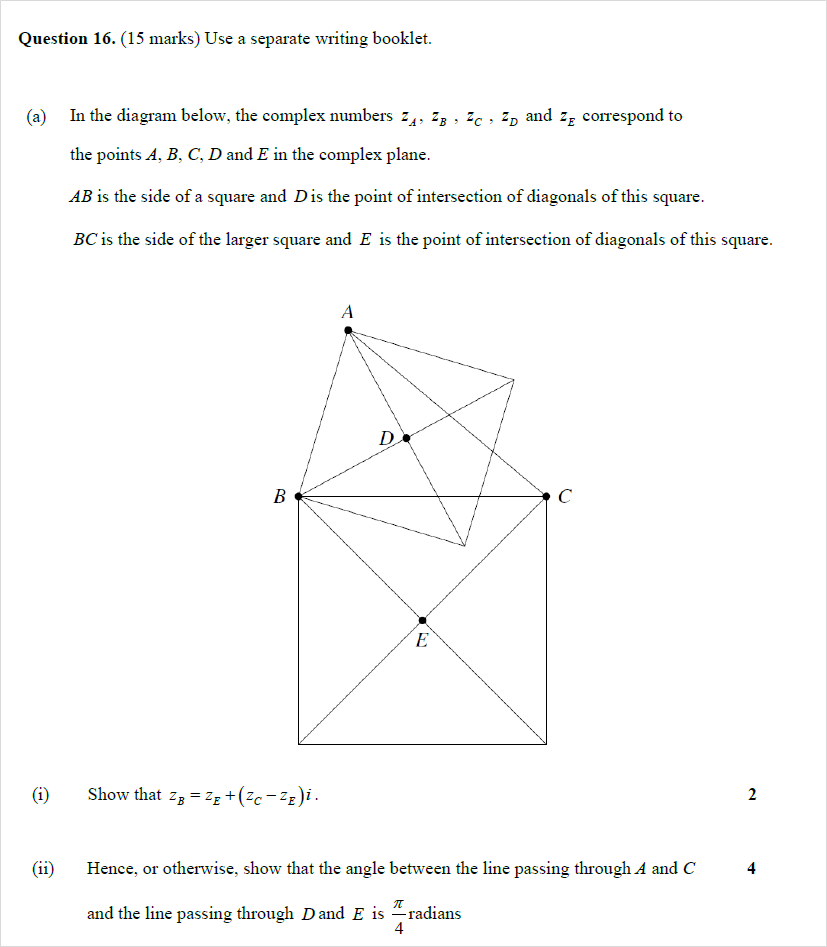 Question 16. (15 marks) Use a separate writing booklet.
(a) In the diagram below, the complex numbers z_A, z_B , z_C , z_D and z_E correspond to
the points A, B, C, D and E in the complex plane.
AB is the side of a square and D is the point of intersection of diagonals of this square.
BC is the side of the larger square and E is the point of intersection of diagonals of this square.
A
D
B
C
E
(i) Show that z_B = z_E + (z_C − z_E)i . 2
(ii) Hence, or otherwise, show that the angle between the line passing through A and C 4
and the line passing through D and E is π/4 radians